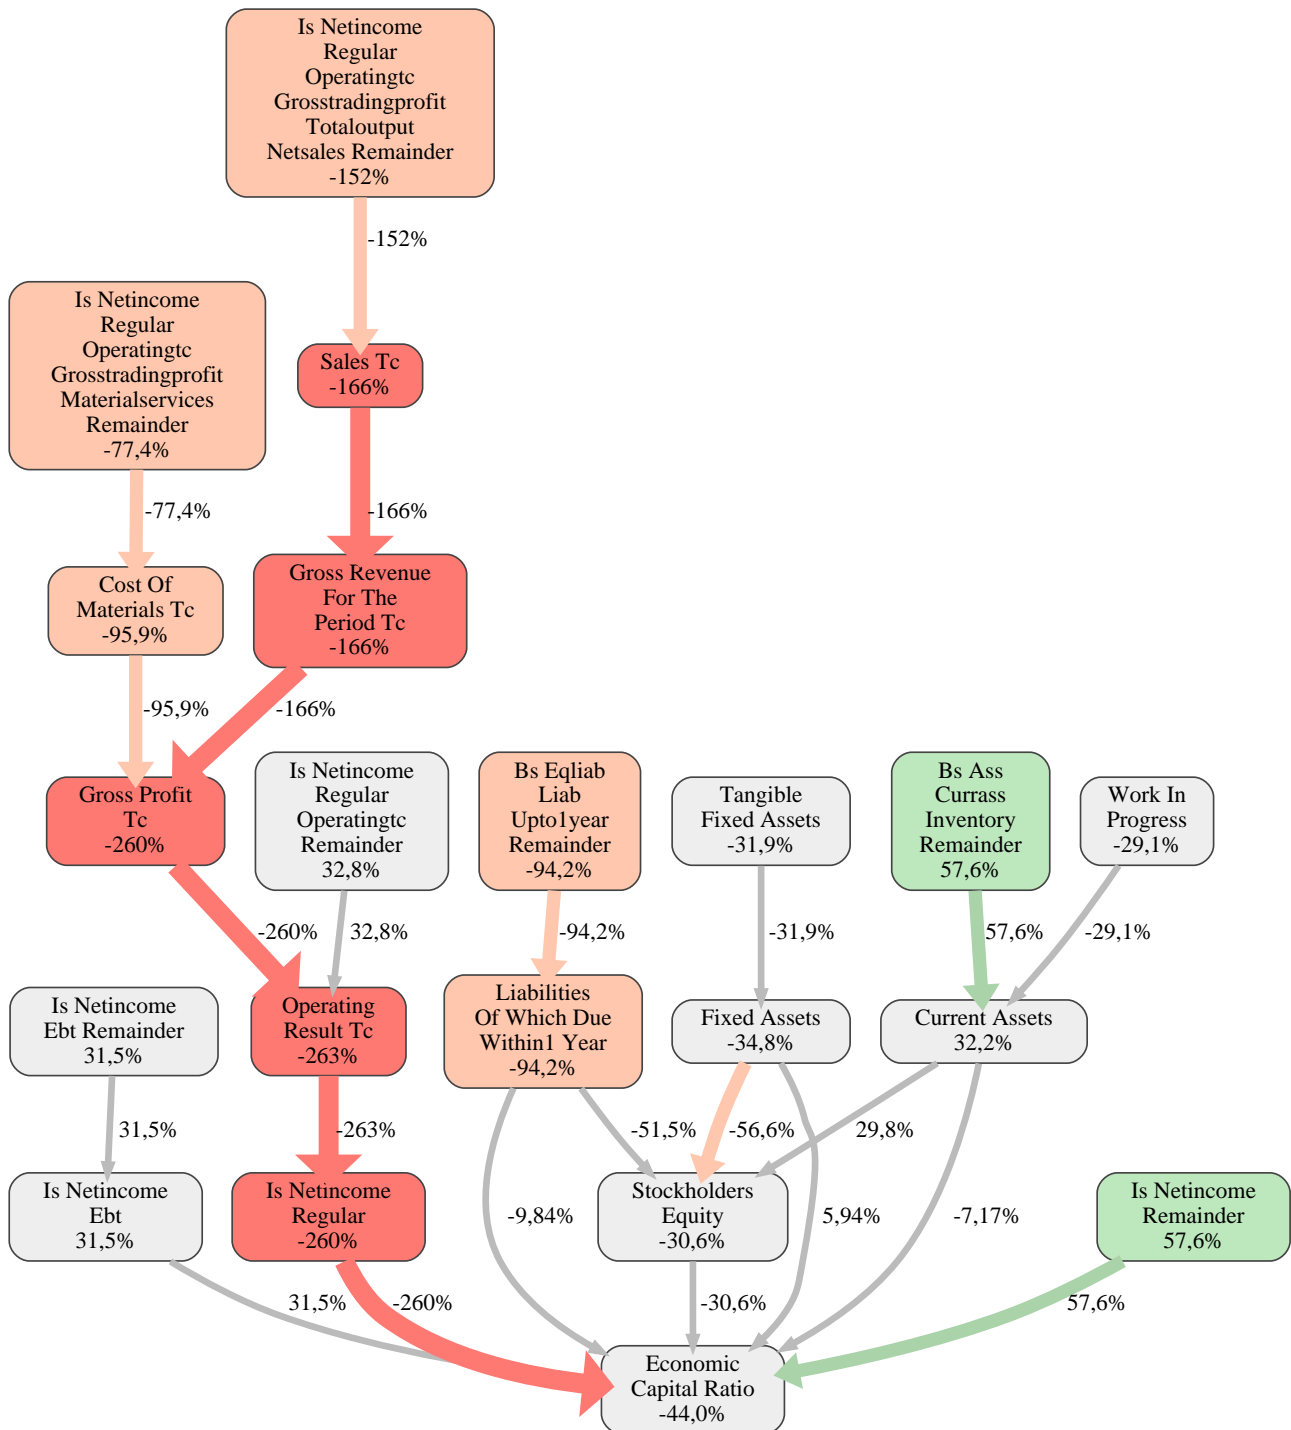 Is Netincome
Regular
Operatingtc
Grosstradingprofit
Totaloutput
Netsales Remainder
-152%
-152%
Is Netincome
Regular
Operatingtc
Grosstradingprofit
Materialservices
Remainder
-77,4%
Sales Tc
-166%
-77,4%
-166%
Cost Of
Materials Tc
-95,9%
Gross Revenue
For The
Period Tc
-166%
-95,9%
-166%
Gross Profit
Tc
-260%
Is Netincome
Regular
Operatingtc
Remainder
32,8%
Bs Eqliab
Liab
Upto1year
Remainder
-94,2%
Tangible
Fixed Assets
-31,9%
Bs Ass
Currass
Inventory
Remainder
57,6%
Work In
Progress
-29,1%
-260%
32,8%
-94,2%
-31,9%
57,6%
-29,1%
Is Netincome
Ebt Remainder
31,5%
Operating
Result Tc
-263%
Liabilities
Of Which Due
Within1 Year
-94,2%
Fixed Assets
-34,8%
Current Assets
32,2%
31,5%
-263%
-51,5%
-56,6%
29,8%
Is Netincome
Ebt
31,5%
Is Netincome
Regular
-260%
-9,84%
Stockholders
Equity
-30,6%
5,94%
-7,17%
Is Netincome
Remainder
57,6%
31,5%
-260%
-30,6%
57,6%
Economic
Capital Ratio
-44,0%